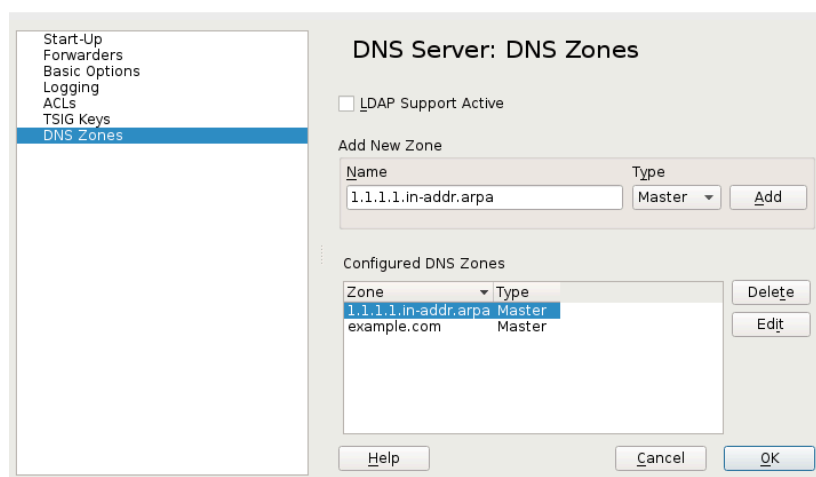 Start-Up
Forwarders
Basic Options
Logging
ACLs
TSIG Keys
DNS Zones
DNS Server: DNS Zones
LDAP Support Active
Add New Zone
Name Type
1.1.1.1.in-addr.arpa Master Add
Configured DNS Zones
Zone Type Delete
1.1.1.1.in-addr.arpa Master
example.com Master Edit
Help Cancel OK